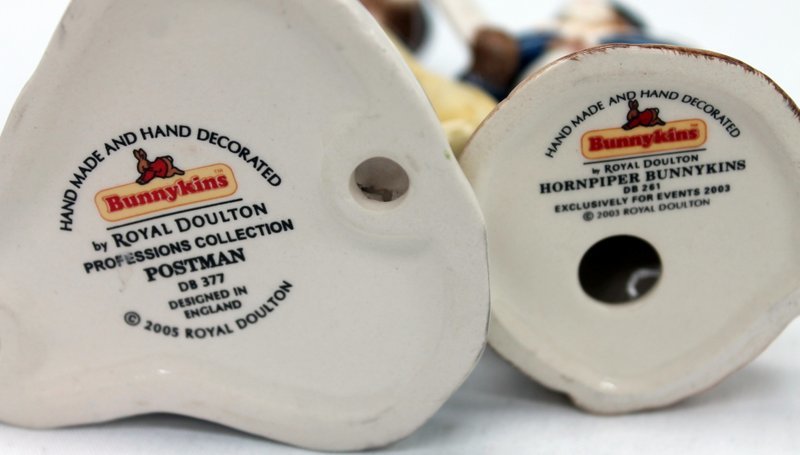 HAND MADE AND HAND DECORATED
Bunnykins™
by ROYAL DOULTON
PROFESSIONS COLLECTION
POSTMAN
DB 377
DESIGNED IN
ENGLAND
© 2005 ROYAL DOULTON
HAND MADE AND HAND DECORATED
Bunnykins™
by ROYAL DOULTON
HORNPIPER BUNNYKINS
DB 261
EXCLUSIVELY FOR EVENTS 2003
© 2003 ROYAL DOULTON